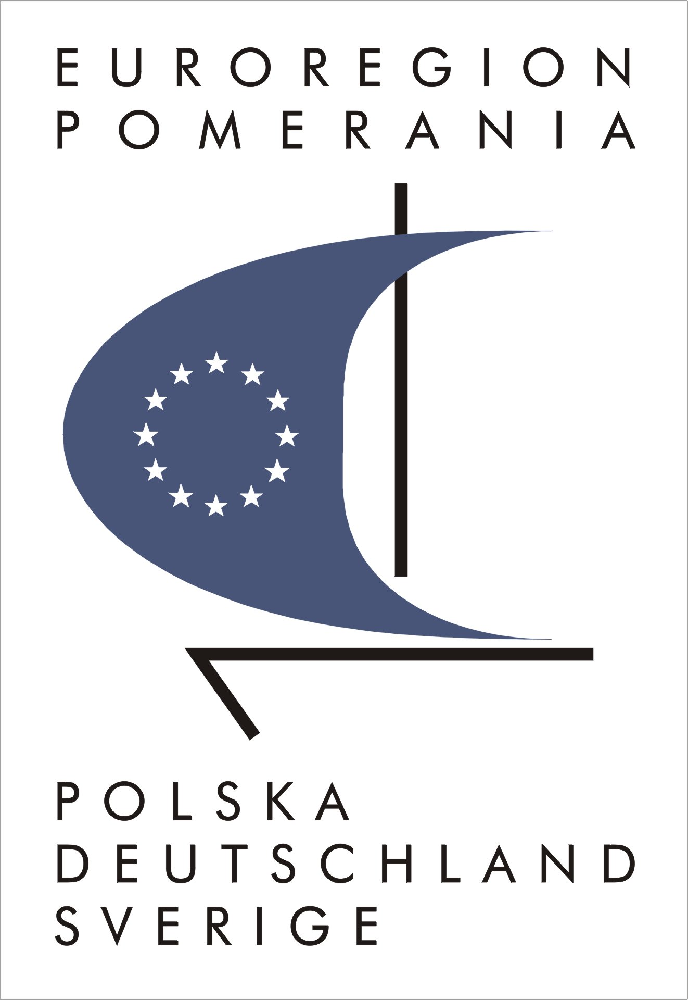 EUROREGION
POMERANIA
POLSKA
DEUTSCHLAND
SVERIGE